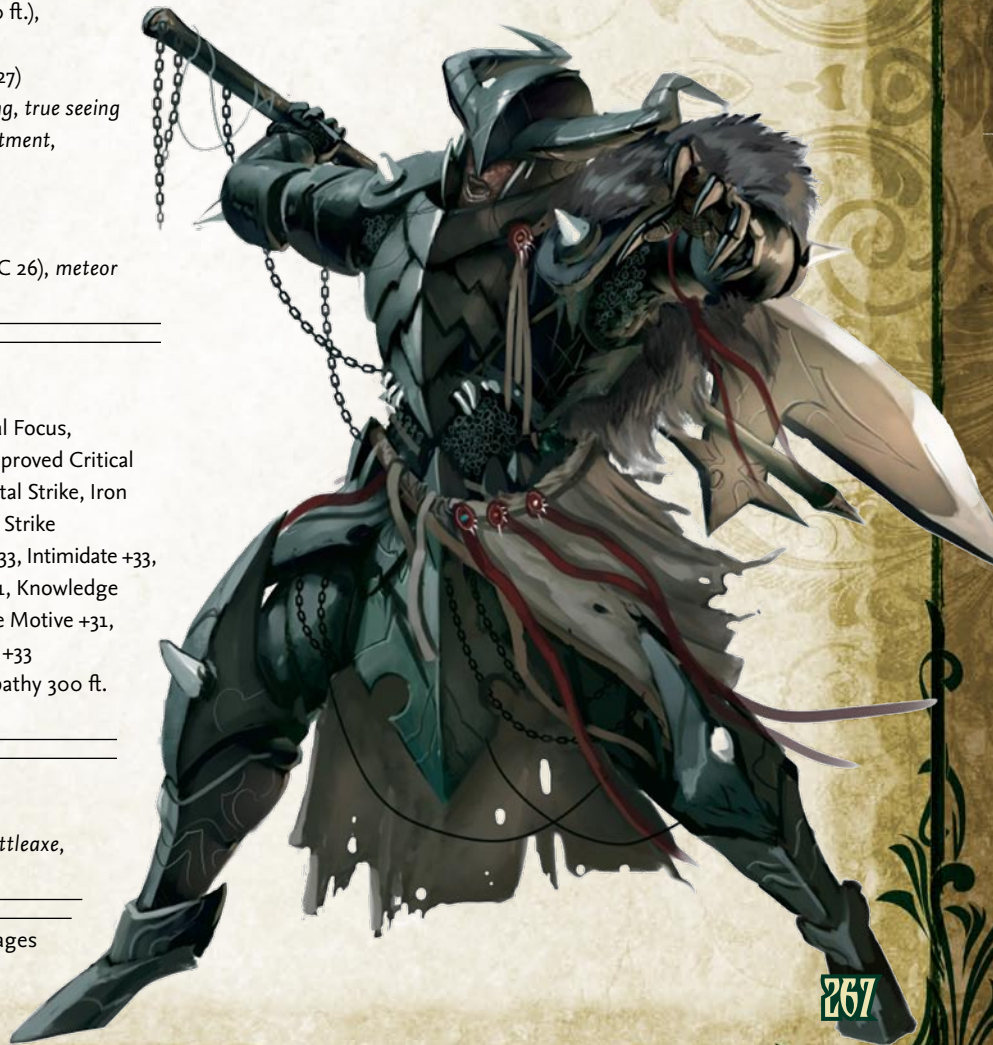 ft.),
27)
ng, true seeing
tment,
C 26), meteor
al Focus,
proved Critical
tal Strike, Iron
Strike
33, Intimidate +33,
1, Knowledge
e Motive +31,
+33
pathy 300 ft.
ttleaxe,
ages
267